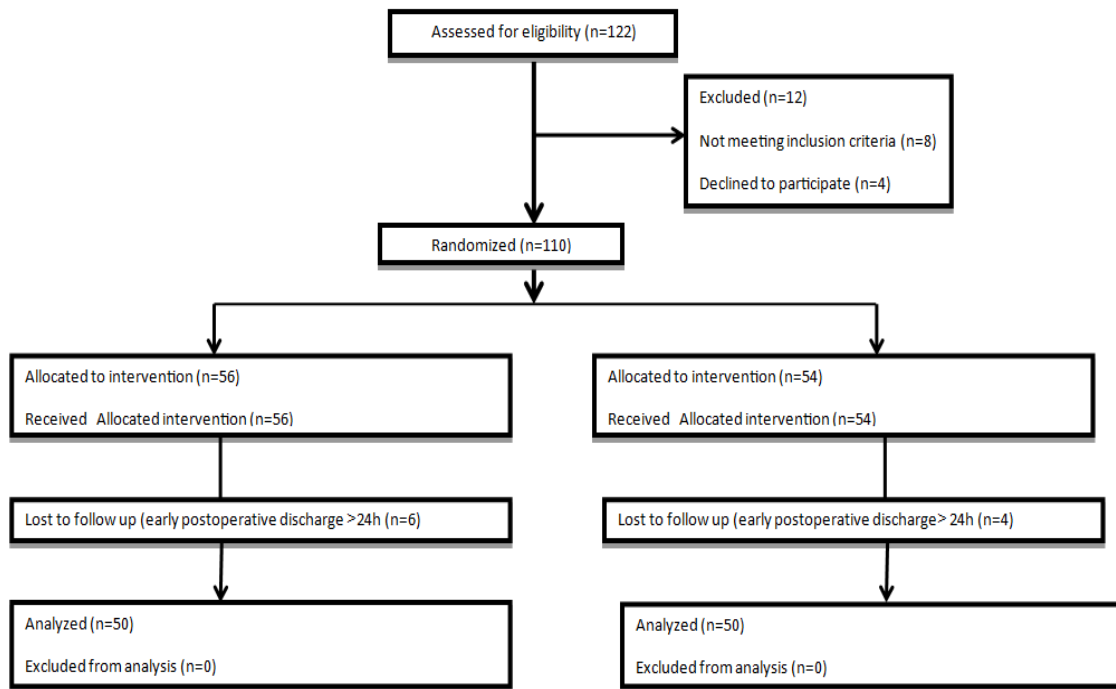 Assessed for eligibility (n=122)
Excluded (n=12)
Not meeting inclusion criteria (n=8)
Declined to participate (n=4)
Randomized (n=110)
Allocated to intervention (n=56)
Received Allocated intervention (n=56)
Allocated to intervention (n=54)
Received Allocated intervention (n=54)
Lost to follow up (early postoperative discharge >24h (n=6)
Lost to follow up (early postoperative discharge> 24h (n=4)
Analyzed (n=50)
Excluded from analysis (n=0)
Analyzed (n=50)
Excluded from analysis (n=0)